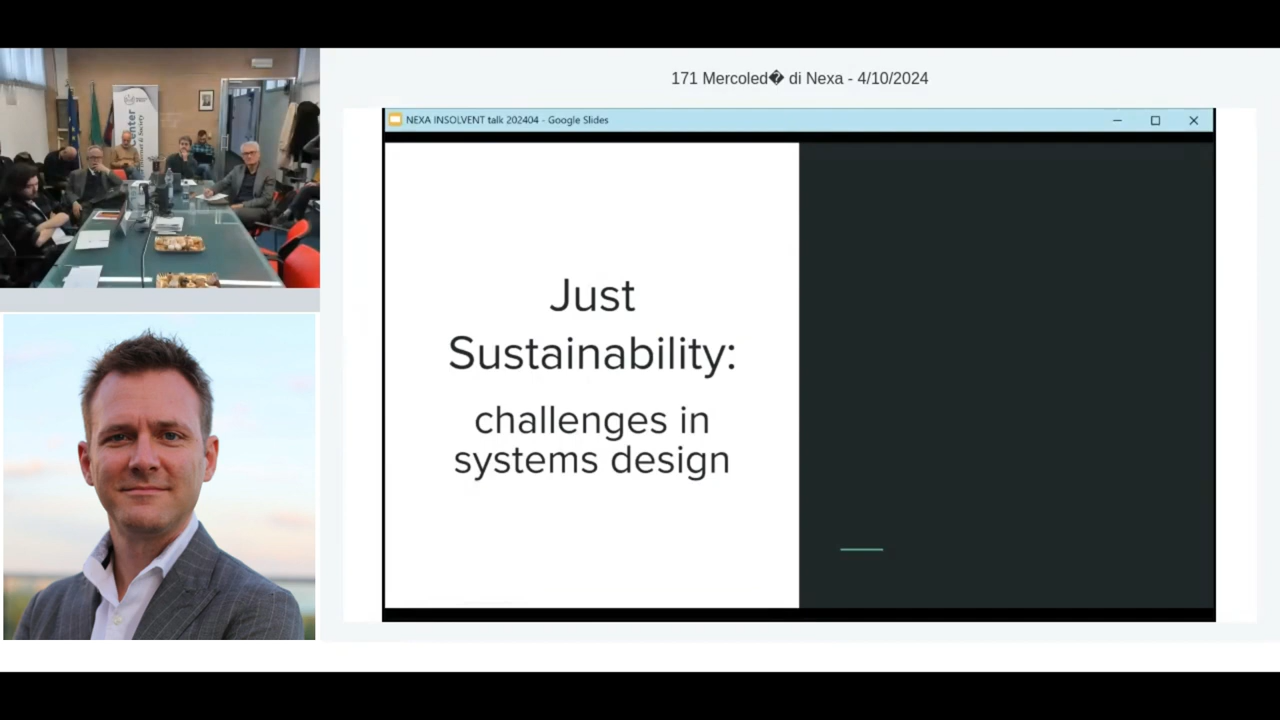 171 Mercoled� di Nexa - 4/10/2024
NEXA INSOLVENT talk 202404 - Google Slides
Just
Sustainability:
challenges in
systems design
Center